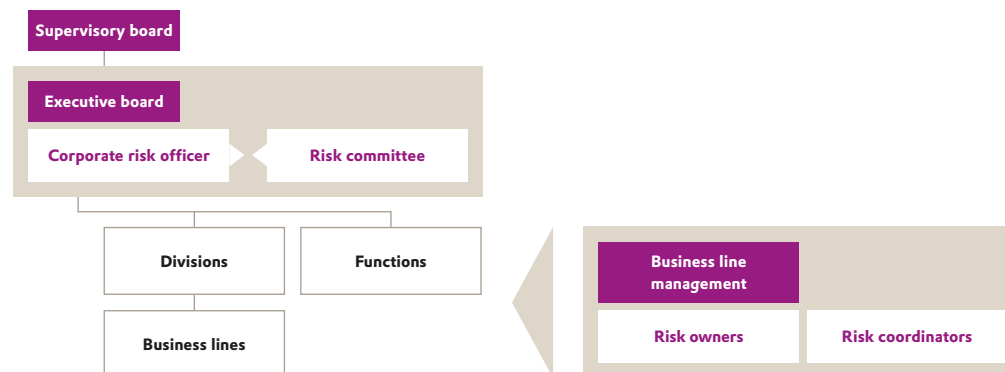 Supervisory board
Executive board
Corporate risk officer
Risk committee
Divisions
Functions
Business lines
Business line
management
Risk owners
Risk coordinators